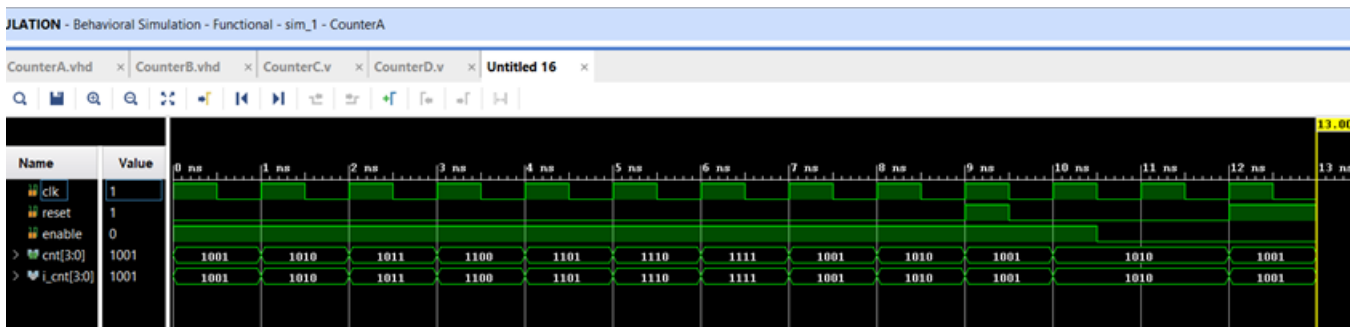 JLATION - Behavioral Simulation - Functional - sim_1 - CounterA
CounterA.vhd × CounterB.vhd × CounterC.v × CounterD.v × Untitled 16 ×
13.00
Name Value 0 ns 1 ns 2 ns 3 ns 4 ns 5 ns 6 ns 7 ns 8 ns 9 ns 10 ns 11 ns 12 ns 13 ns
clk 1
reset 1
enable 0
> cnt[3:0] 1001 1001 1010 1011 1100 1101 1110 1111 1001 1010 1001 1010 1001
> i_cnt[3:0] 1001 1001 1010 1011 1100 1101 1110 1111 1001 1010 1001 1010 1001